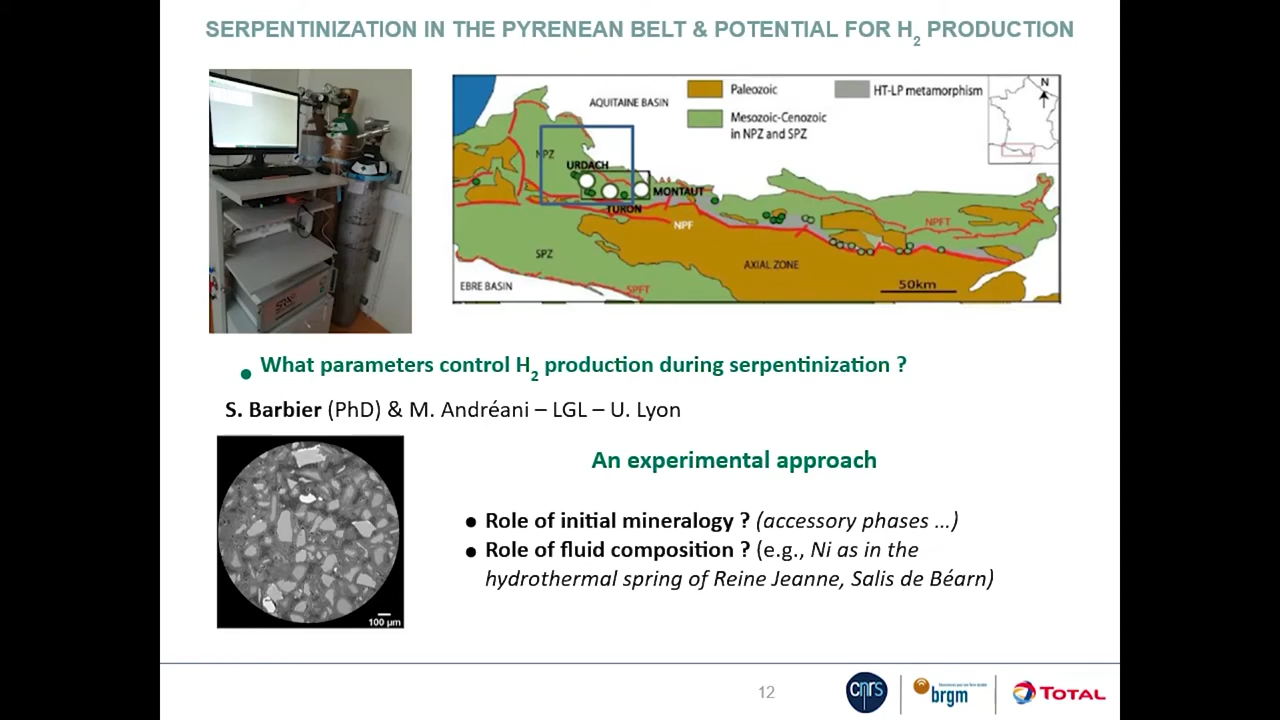 SERPENTINIZATION IN THE PYRENEAN BELT & POTENTIAL FOR H2 PRODUCTION
Paleozoic
HT-LP metamorphism
N
AQUITAINE BASIN
Mesozoic-Cenozoic
in NPZ and SPZ
NPZ
URDACH
MONTAUT
TURON
NPF
NPFT
SPZ
AXIAL ZONE
EBRE BASIN
SPFT
50km
• What parameters control H2 production during serpentinization ?
S. Barbier (PhD) & M. Andréani – LGL – U. Lyon
An experimental approach
• Role of initial mineralogy ? (accessory phases ...)
• Role of fluid composition ? (e.g., Ni as in the
hydrothermal spring of Reine Jeanne, Salis de Béarn)
100 µm
12
cnrs
brgm
TOTAL